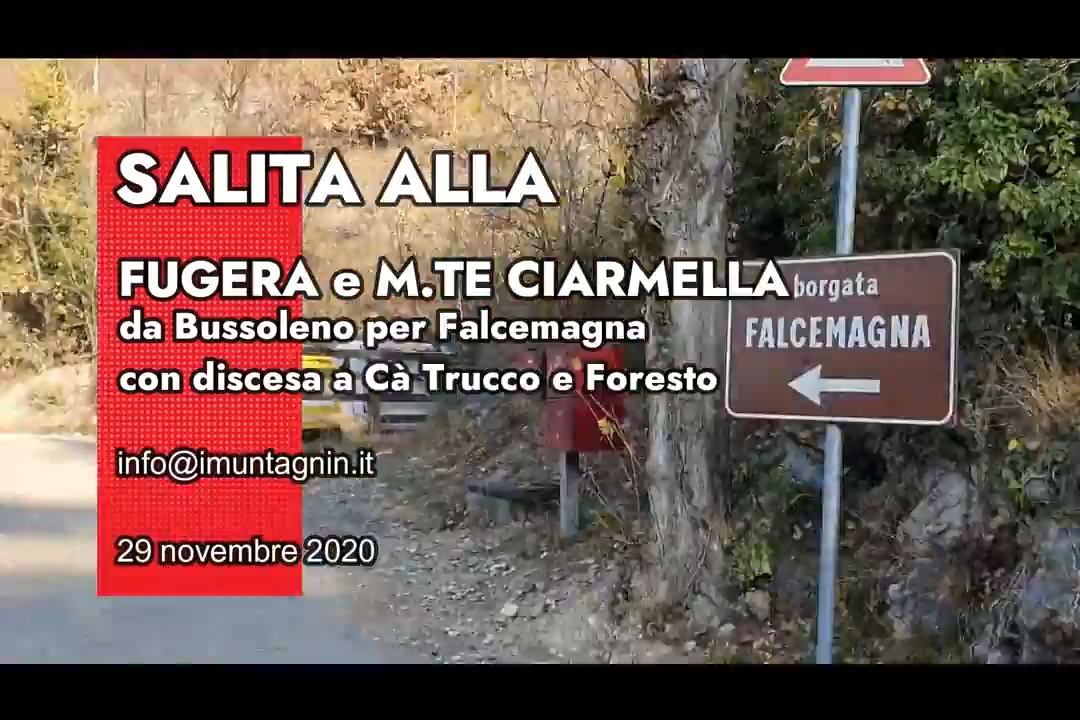 SALITA ALLA
FUGERA e M.TE CIARMELLA
da Bussoleno per Falcemagna
con discesa a Cà Trucco e Foresto
info@imuntagnin.it
29 novembre 2020
borgata
FALCEMAGNA